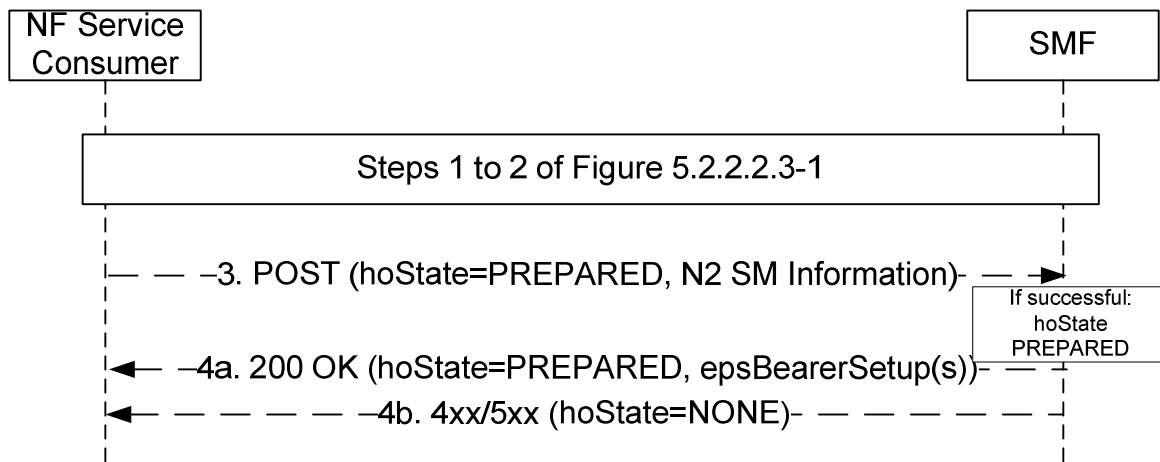 NF Service
Consumer
SMF
Steps 1 to 2 of Figure 5.2.2.2.3-1
3. POST (hoState=PREPARED, N2 SM Information)
If successful:
hoState
PREPARED
4a. 200 OK (hoState=PREPARED, epsBearerSetup(s))
4b. 4xx/5xx (hoState=NONE)